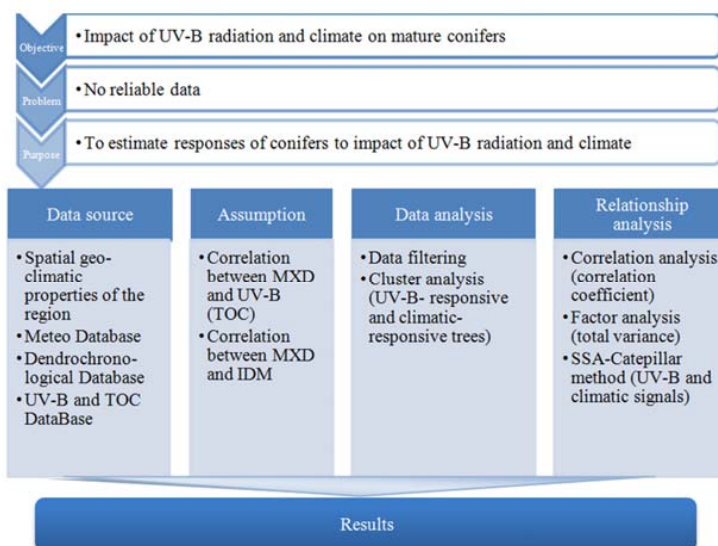 Objective
• Impact of UV-B radiation and climate on mature conifers
Problem
• No reliable data
Purpose
• To estimate responses of conifers to impact of UV-B radiation and climate
Data source
• Spatial geo-
climatic
properties of the
region
• Meteo Database
• Dendrochrono-
logical Database
• UV-B and TOC
DataBase
Assumption
• Correlation
between MXD
and UV-B
(TOC)
• Correlation
between MXD
and IDM
Data analysis
• Data filtering
• Cluster analysis
(UV-B- responsive
and climatic-
responsive trees)
Relationship
analysis
• Correlation analysis
(correlation
coefficient)
• Factor analysis
(total variance)
• SSA-Catepillar
method (UV-B and
climatic signals)
Results